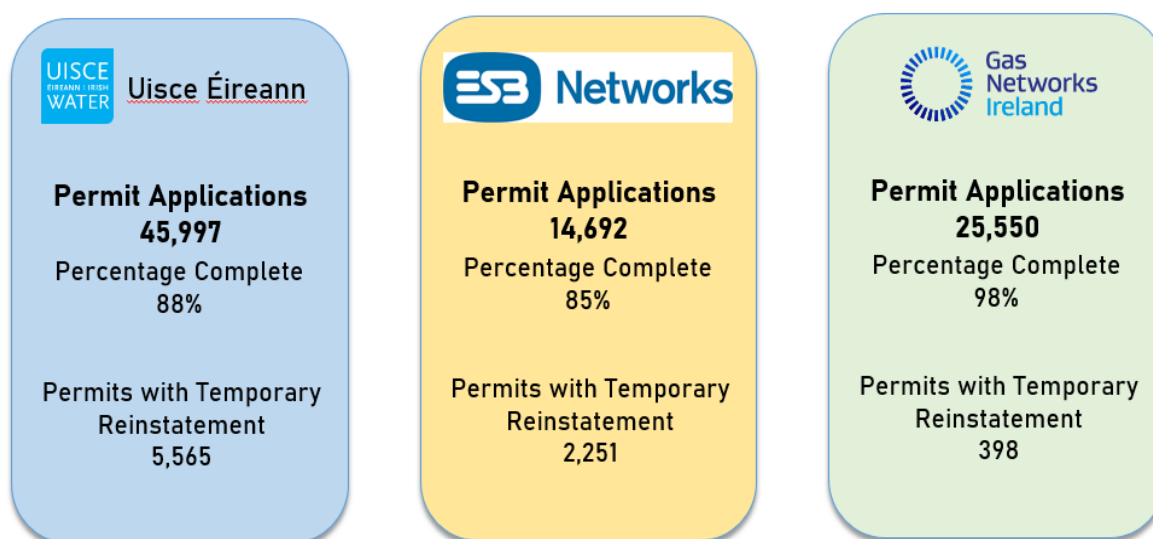 UISCE
ÉIREANN : IRISH
WATER
Uisce Éireann
Permit Applications
45,997
Percentage Complete
88%
Permits with Temporary
Reinstatement
5,565
ESB Networks
Permit Applications
14,692
Percentage Complete
85%
Permits with Temporary
Reinstatement
2,251
Gas
Networks
Ireland
Permit Applications
25,550
Percentage Complete
98%
Permits with Temporary
Reinstatement
398